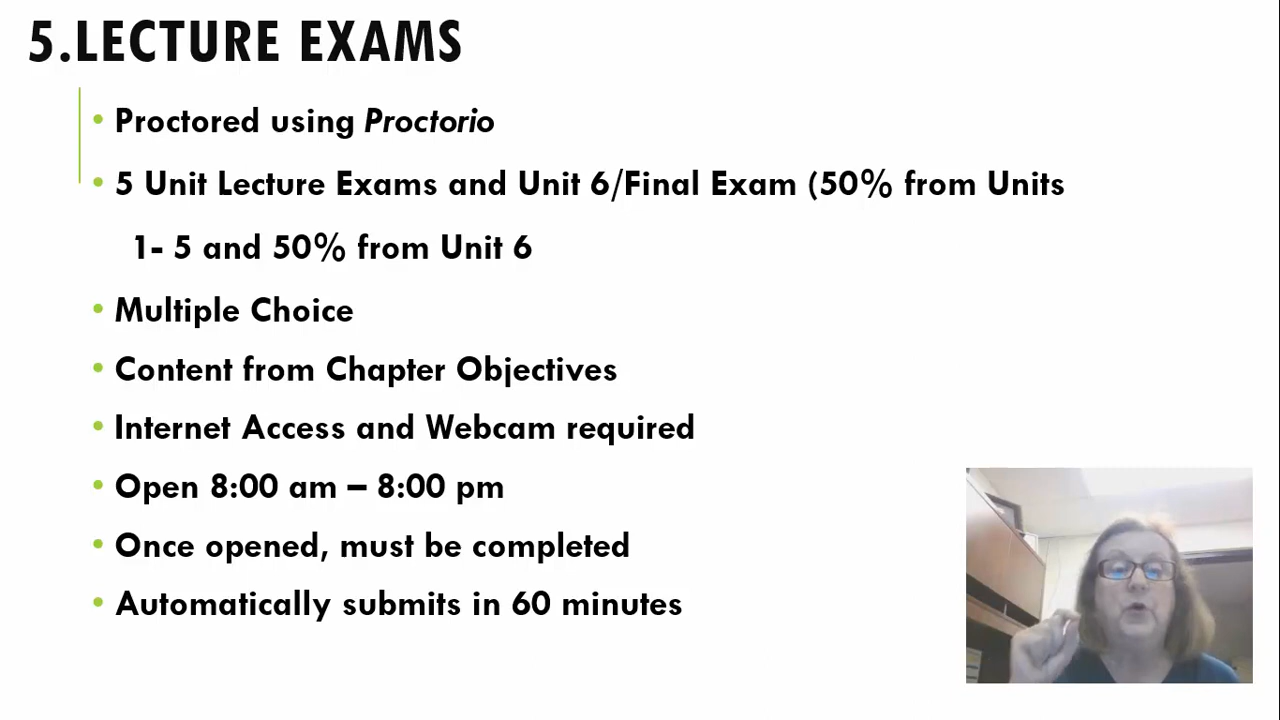 5.LECTURE EXAMS
• Proctored using Proctorio
• 5 Unit Lecture Exams and Unit 6/Final Exam (50% from Units
1- 5 and 50% from Unit 6
• Multiple Choice
• Content from Chapter Objectives
• Internet Access and Webcam required
• Open 8:00 am – 8:00 pm
• Once opened, must be completed
• Automatically submits in 60 minutes